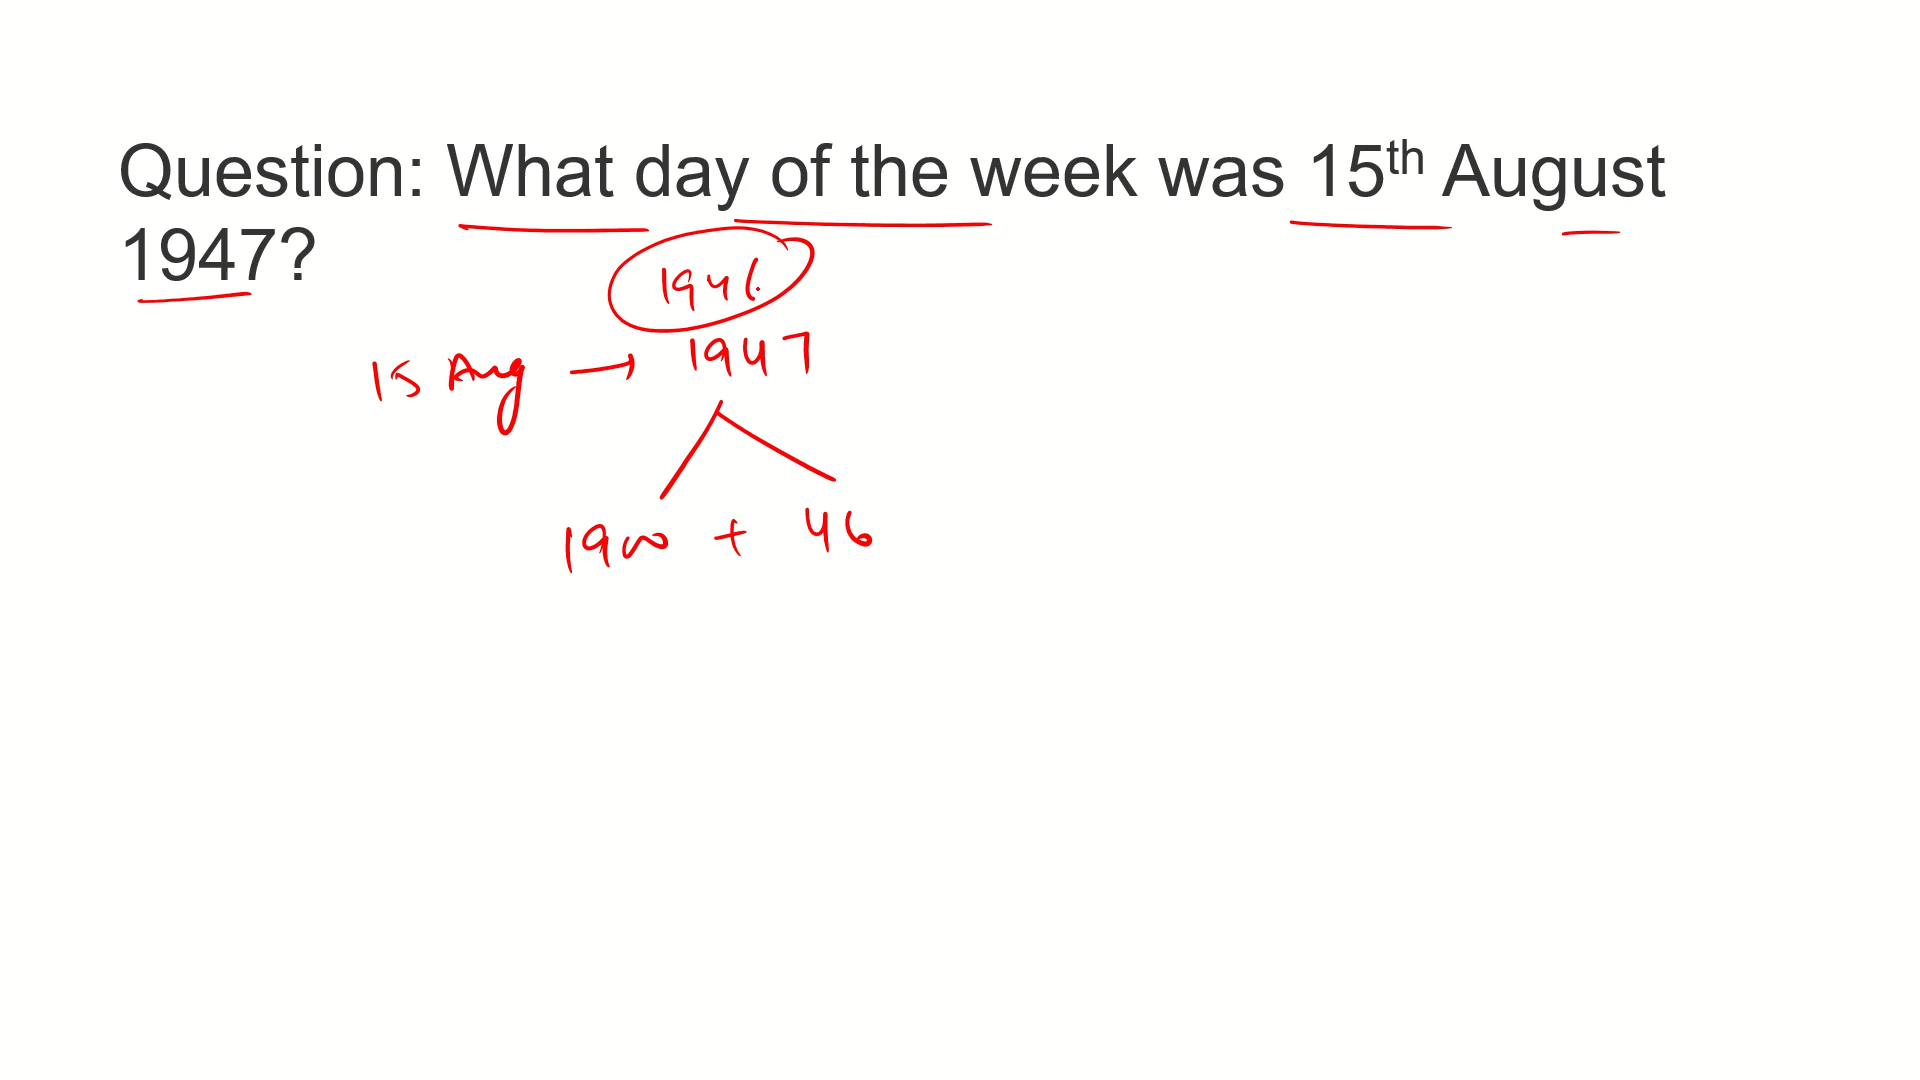 Question: What day of the week was 15th August
1947?
1946
15 Aug → 1947
1900 + 46